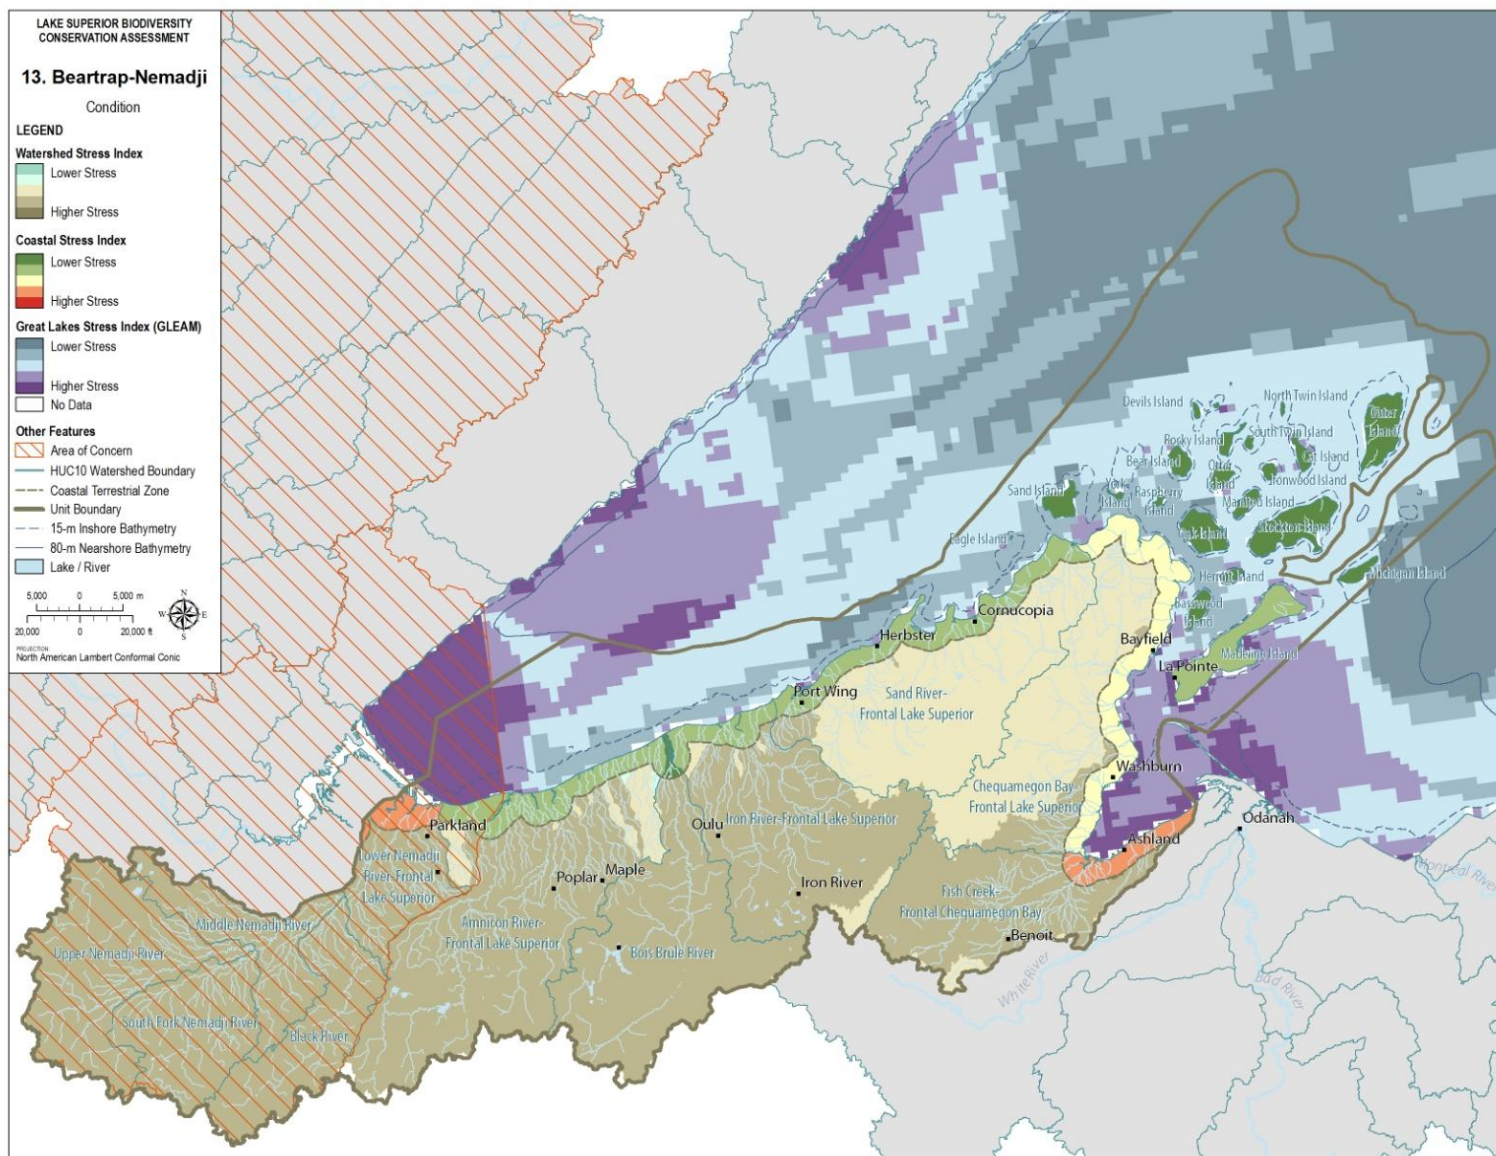 LAKE SUPERIOR BIODIVERSITY
CONSERVATION ASSESSMENT
13. Beartrap-Nemadji
Condition
LEGEND
Watershed Stress Index
Lower Stress
Higher Stress
Coastal Stress Index
Lower Stress
Higher Stress
Great Lakes Stress Index (GLEAM)
Lower Stress
Higher Stress
No Data
Other Features
Area of Concern
HUC10 Watershed Boundary
Coastal Terrestrial Zone
Unit Boundary
15-m Inshore Bathymetry
80-m Nearshore Bathymetry
Lake / River
5,000 0 5,000 m
20,000 0 20,000 ft
N
W E
S
PROJECTION
North American Lambert Conformal Conic
Devils Island
North Twin Island
Outer
Island
South Twin Island
Rocky Island
Cat Island
Bear Island
Otter
Island
Ironwood Island
Sand Island
York
Island
Raspberry
Island
Manitou Island
Oak Island
Stockton Island
Eagle Island
Hermit Island
Michigan Island
Basswood
Island
Cornucopia
Herbster
Bayfield
Madeline Island
La Pointe
Port Wing
Sand River-
Frontal Lake Superior
Washburn
Chequamegon Bay-
Frontal Lake Superior
Parkland
Oulu
Iron River-Frontal Lake Superior
Ashland
Odanah
Lower Nemadji
River-Frontal
Lake Superior
Poplar
Maple
Iron River
Montreal River
Fish Creek-
Frontal Chequamegon Bay
Middle Nemadji River
Amnicon River-
Frontal Lake Superior
Benoit
Upper Nemadji River
Bois Brule River
White River
Bad River
South Fork Nemadji River
Black River